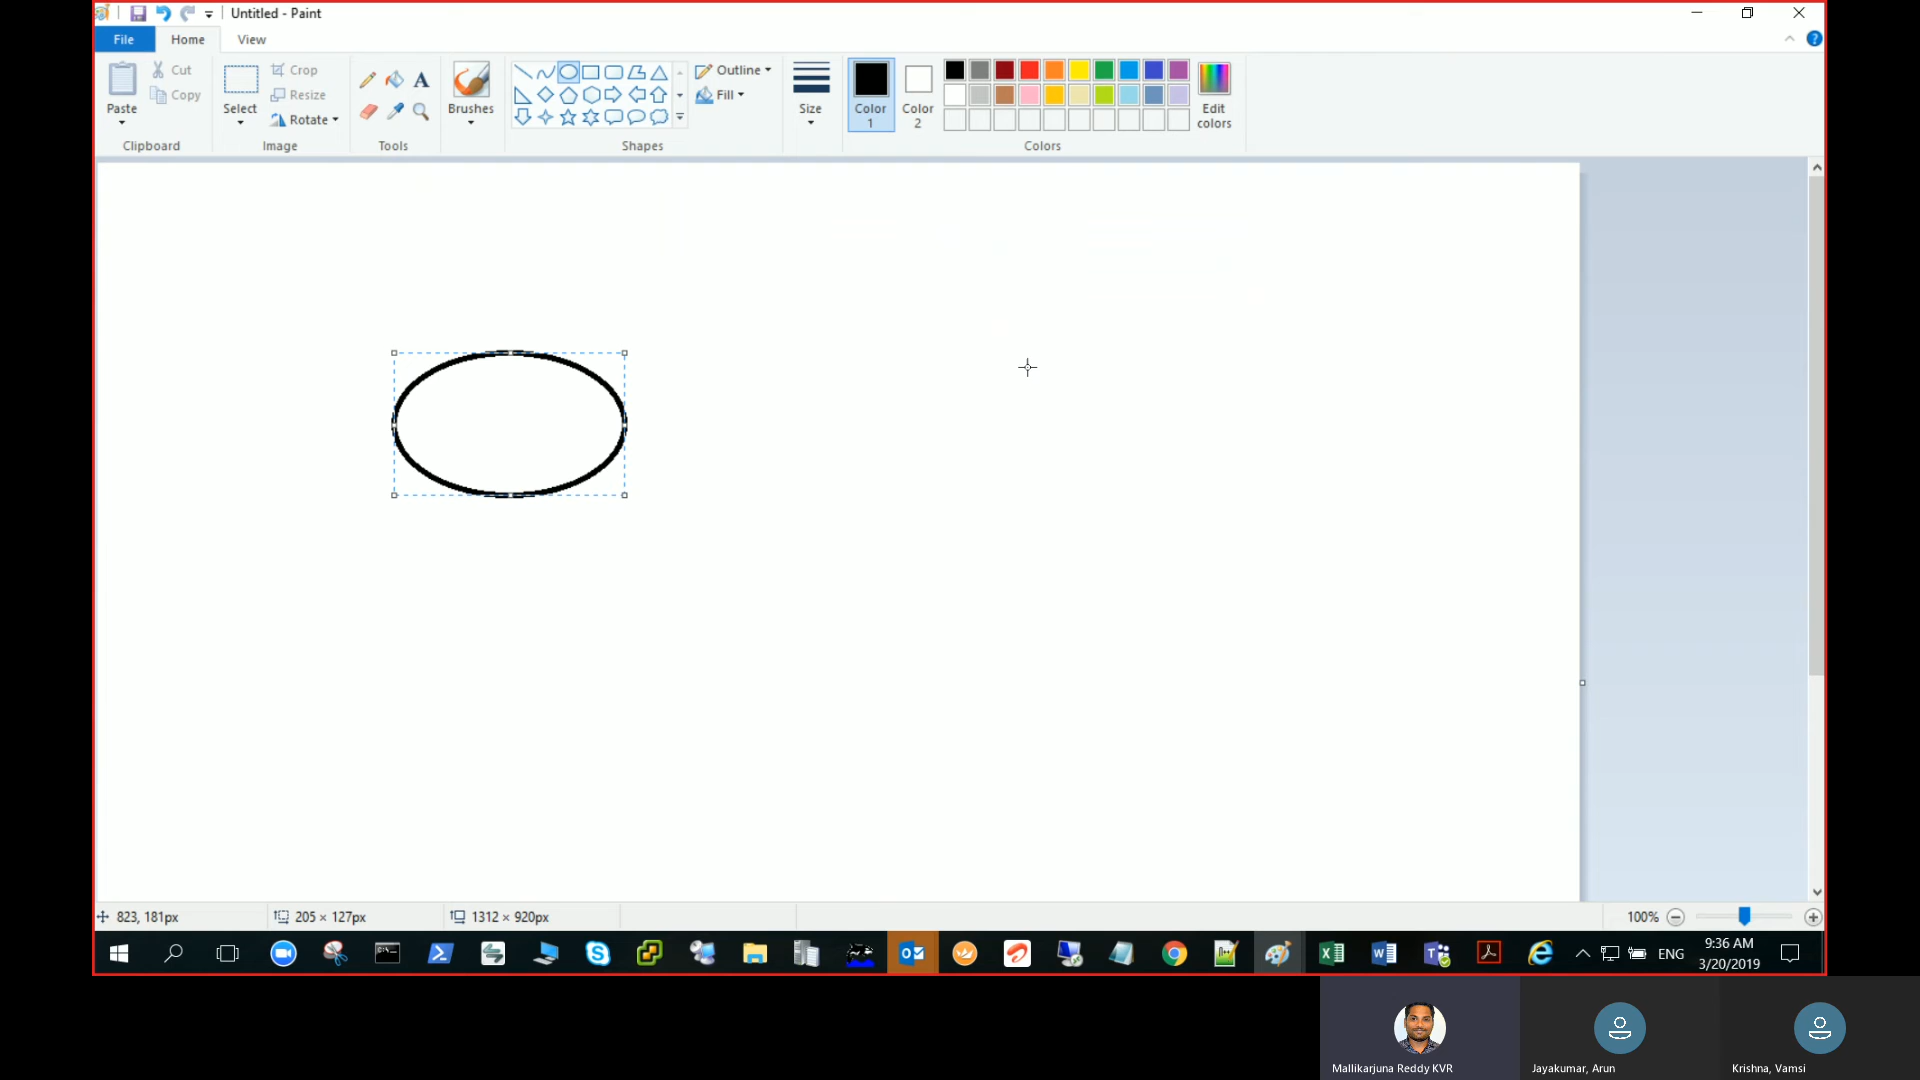 Untitled - Paint
File Home View
Paste Cut Copy Clipboard
Select Crop Resize Rotate Image
Tools
Brushes
Shapes
Outline Fill
Size
Color 1
Color 2
Edit colors
Colors
823, 181px 205 × 127px 1312 × 920px 100%
ENG 9:36 AM
3/20/2019
Mallikarjuna Reddy KVR Jayakumar, Arun Krishna, Vamsi